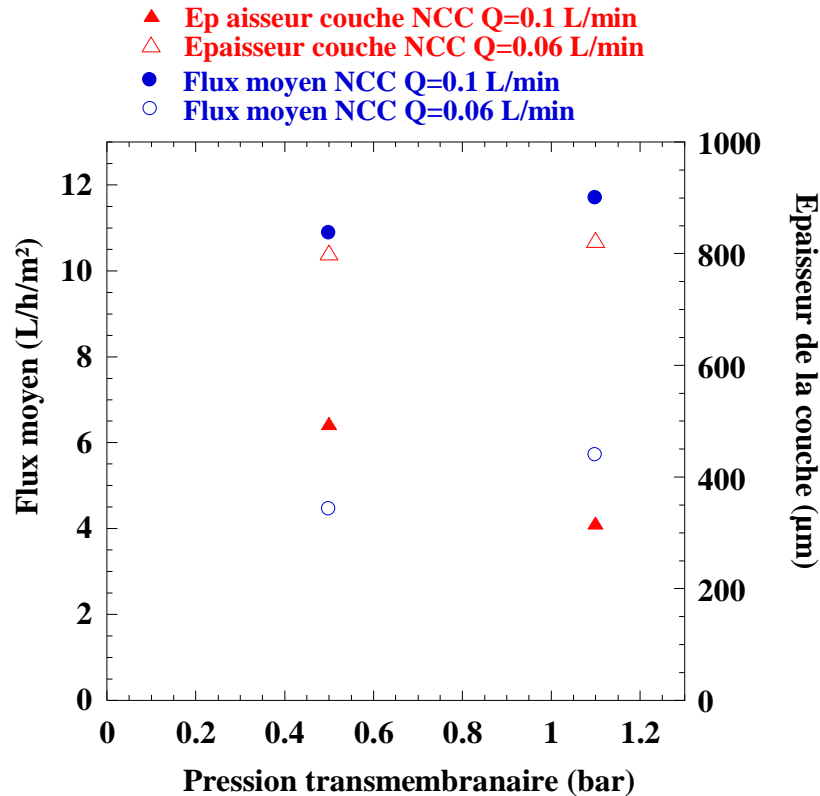 Ep aisseur couche NCC Q=0.1 L/min
Epaisseur couche NCC Q=0.06 L/min
Flux moyen NCC Q=0.1 L/min
Flux moyen NCC Q=0.06 L/min
Flux moyen (L/h/m²)
12
10
8
6
4
2
0
0
0.2
0.4
0.6
0.8
1
1.2
Pression transmembranaire (bar)
1000
800
600
400
200
0
Epaisseur de la couche (µm)